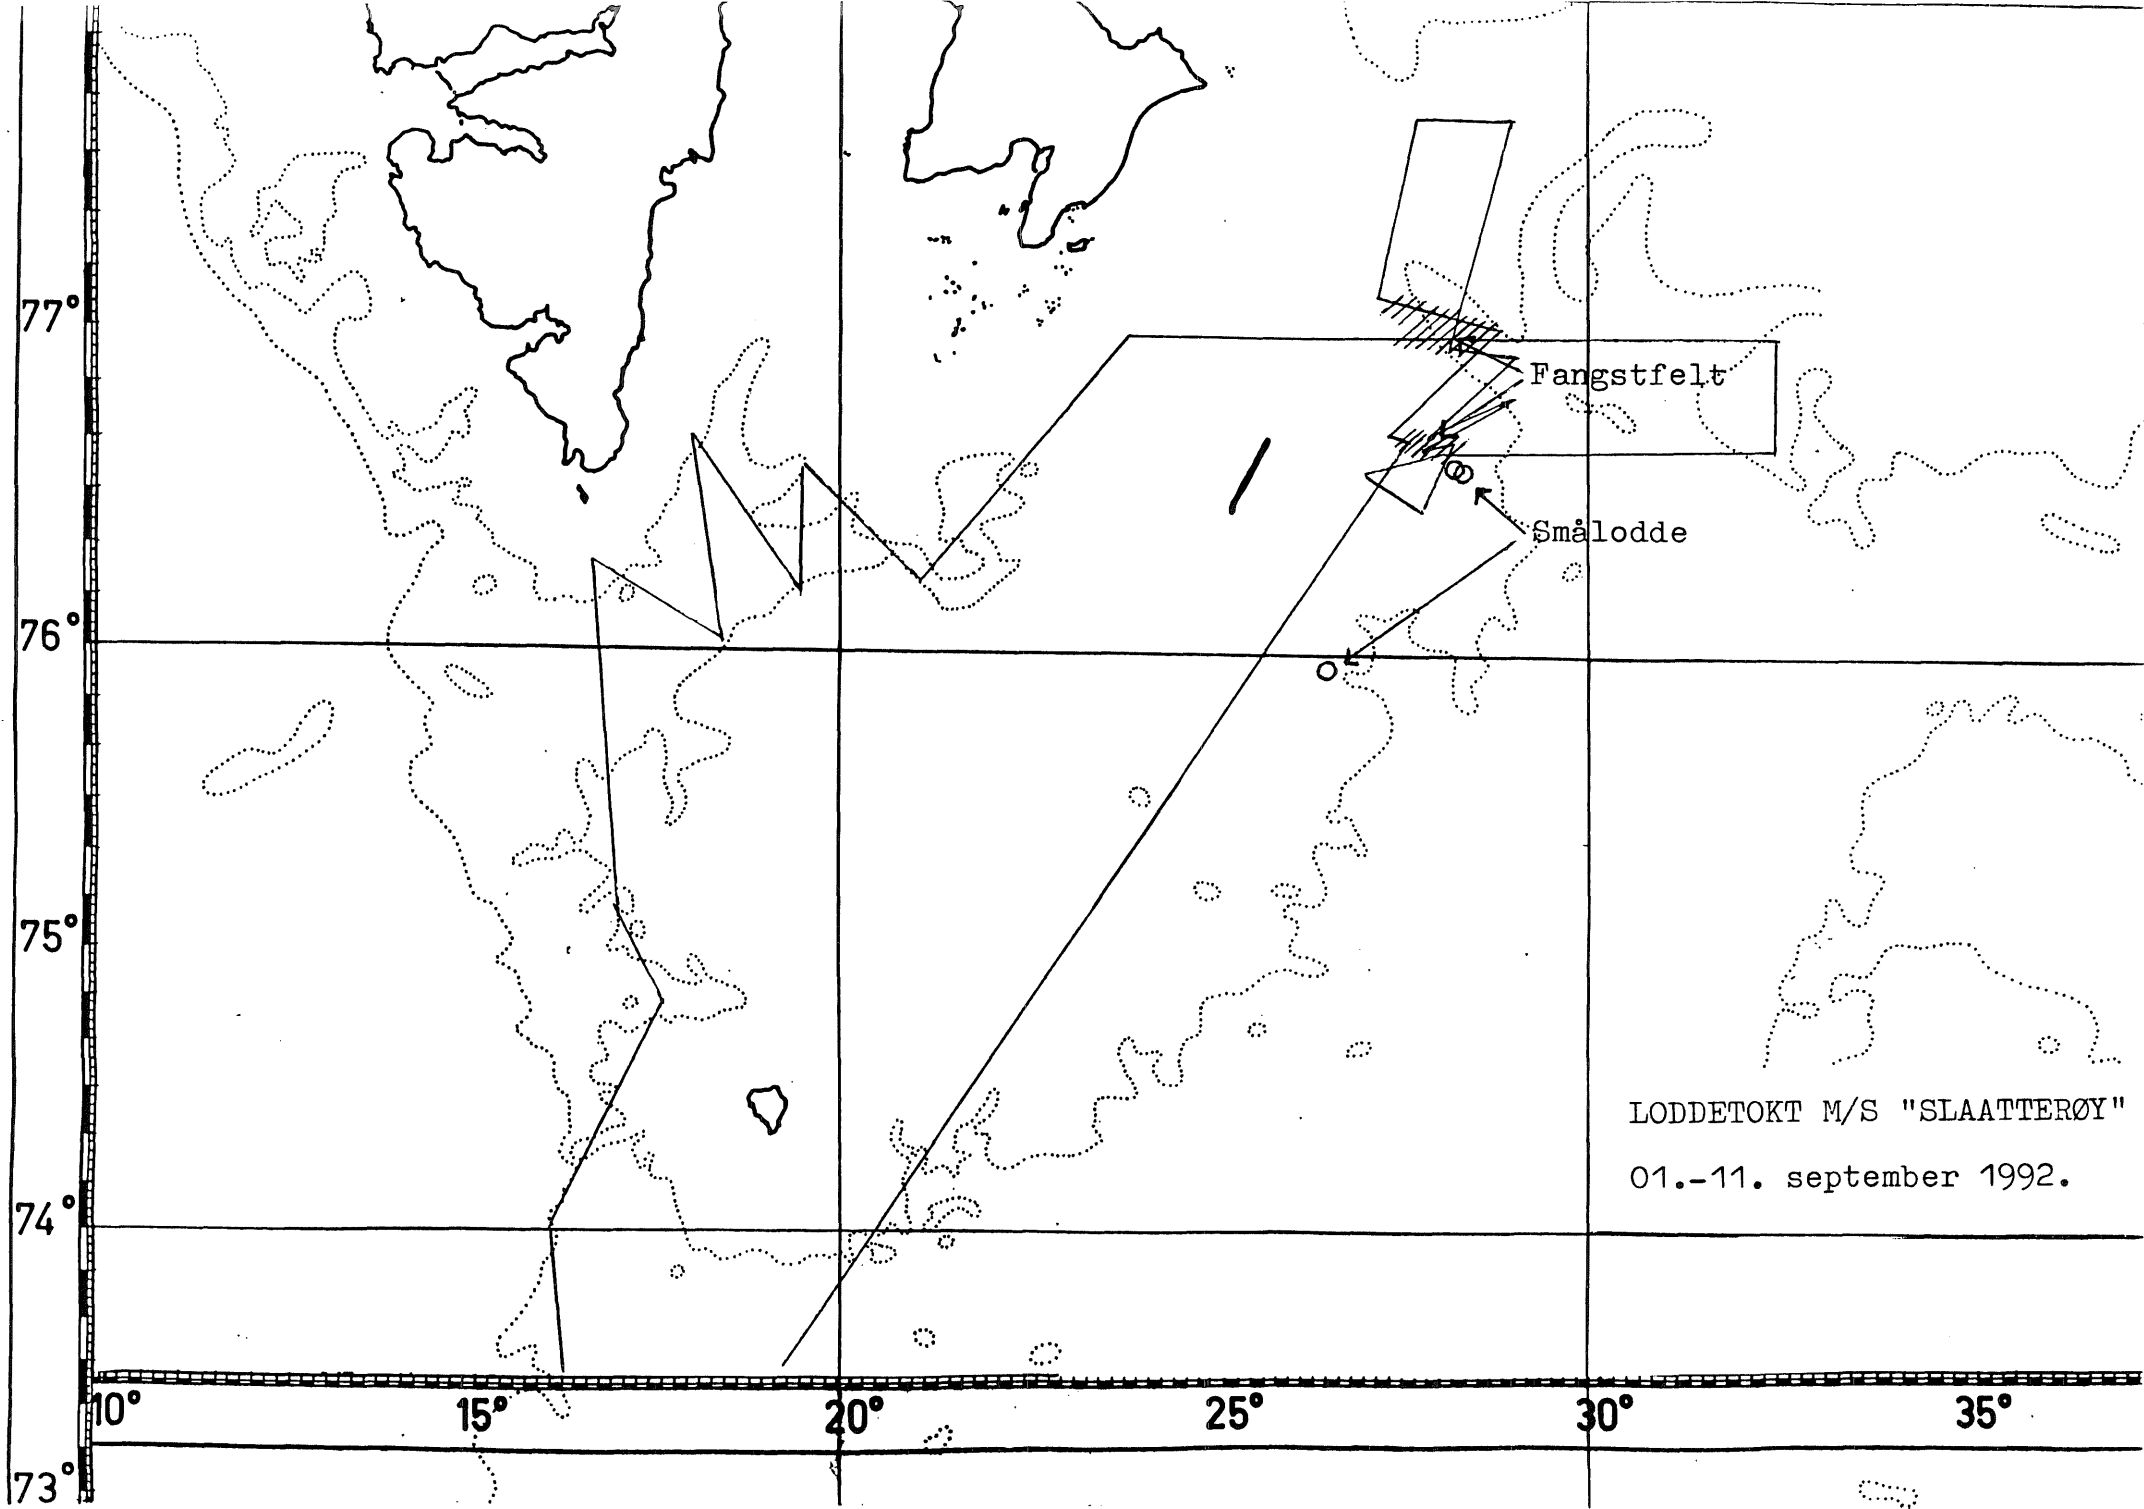 77°
Fangstfelt
Smålodde
76°
75°
LODDETOKT M/S "SLAATTERØY"
01.-11. september 1992.
74°
10° 15° 20° 25° 30° 35°
73°